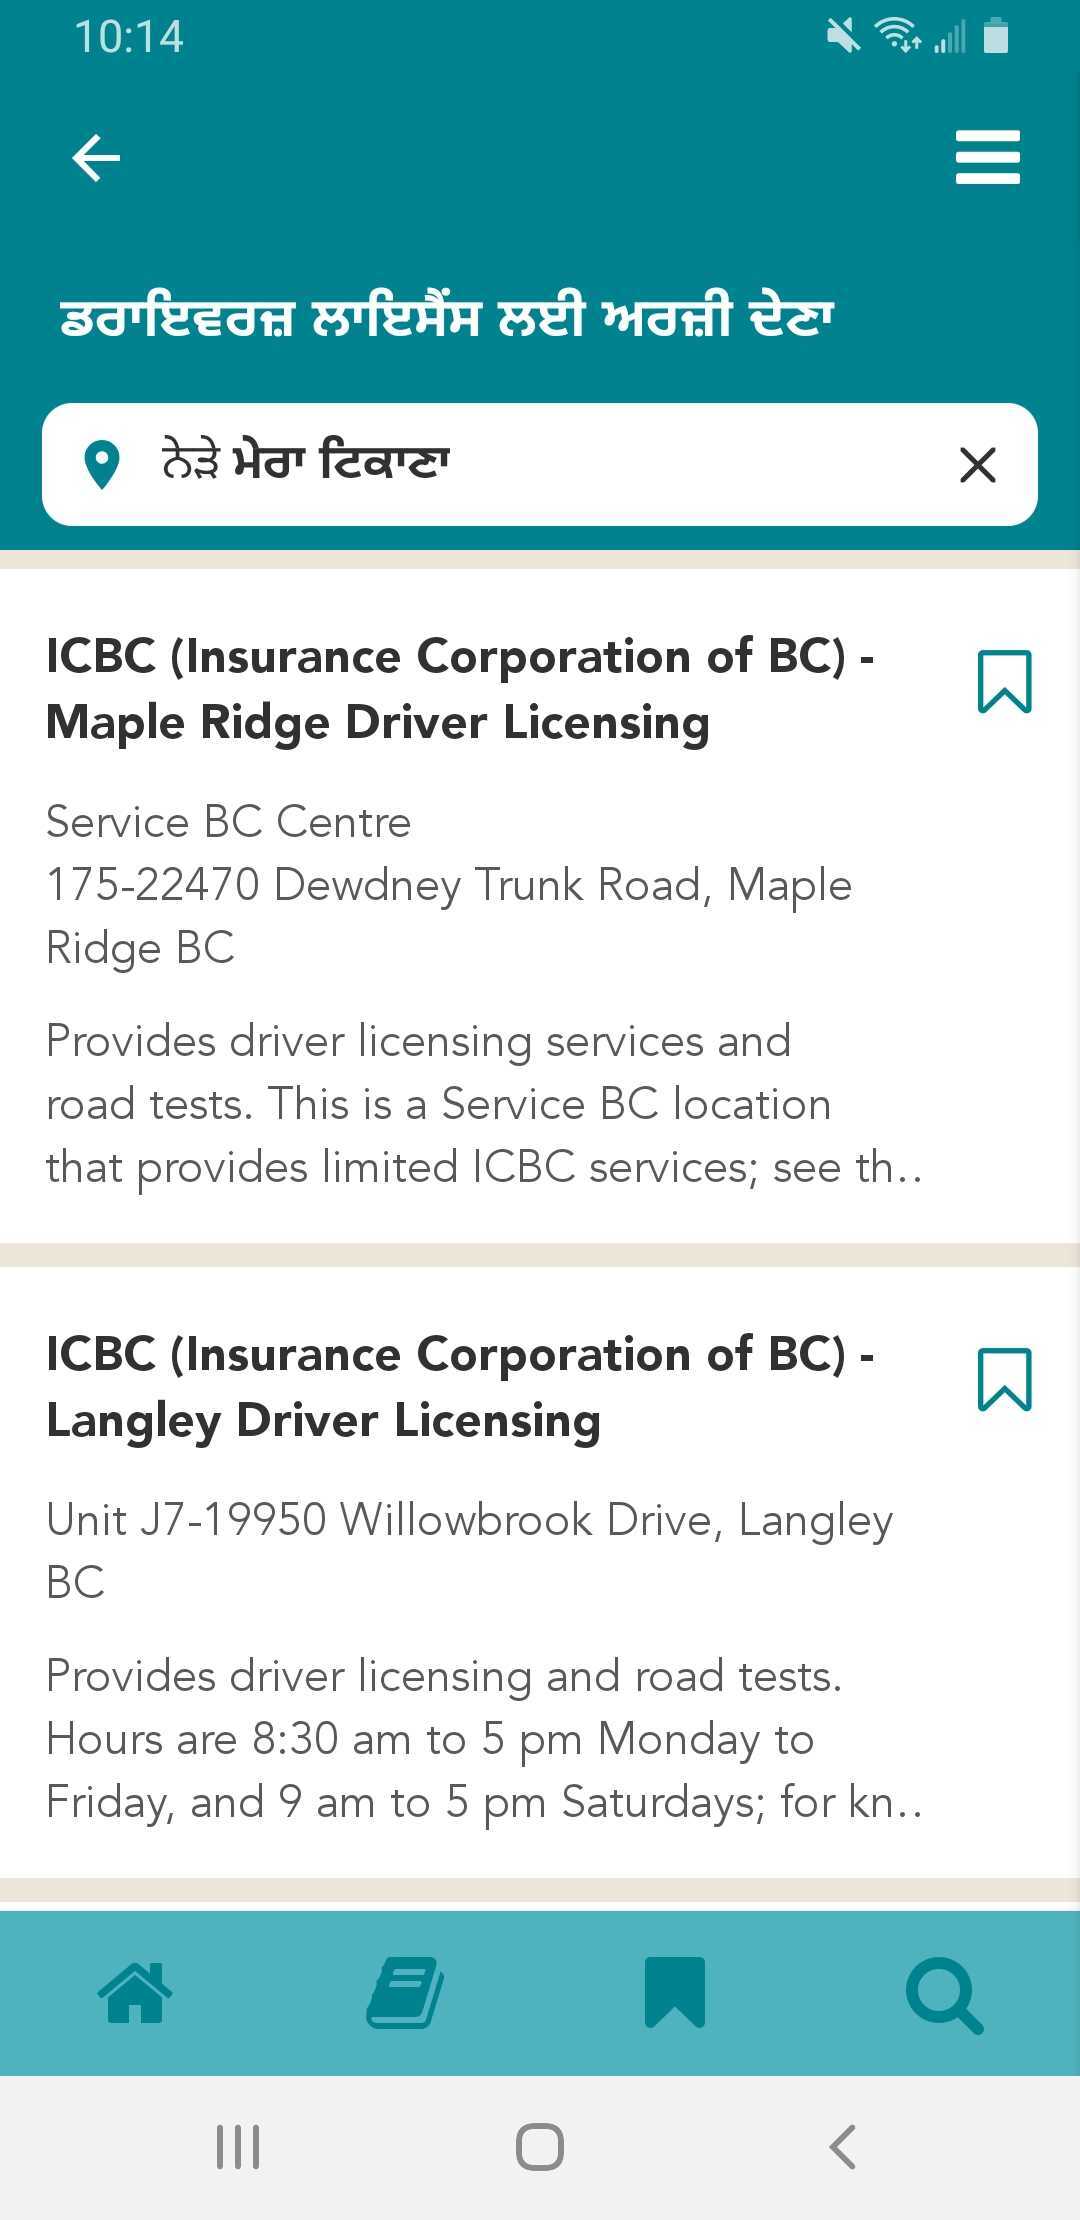 10:14
ਡਰਾਇਵਰਜ਼ ਲਾਇਸੈਂਸ ਲਈ ਅਰਜ਼ੀ ਦੇਣਾ
ਨੇੜੇ ਮੇਰਾ ਟਿਕਾਣਾ
ICBC (Insurance Corporation of BC) -
Maple Ridge Driver Licensing
Service BC Centre
175-22470 Dewdney Trunk Road, Maple
Ridge BC
Provides driver licensing services and
road tests. This is a Service BC location
that provides limited ICBC services; see th..
ICBC (Insurance Corporation of BC) -
Langley Driver Licensing
Unit J7-19950 Willowbrook Drive, Langley
BC
Provides driver licensing and road tests.
Hours are 8:30 am to 5 pm Monday to
Friday, and 9 am to 5 pm Saturdays; for kn..